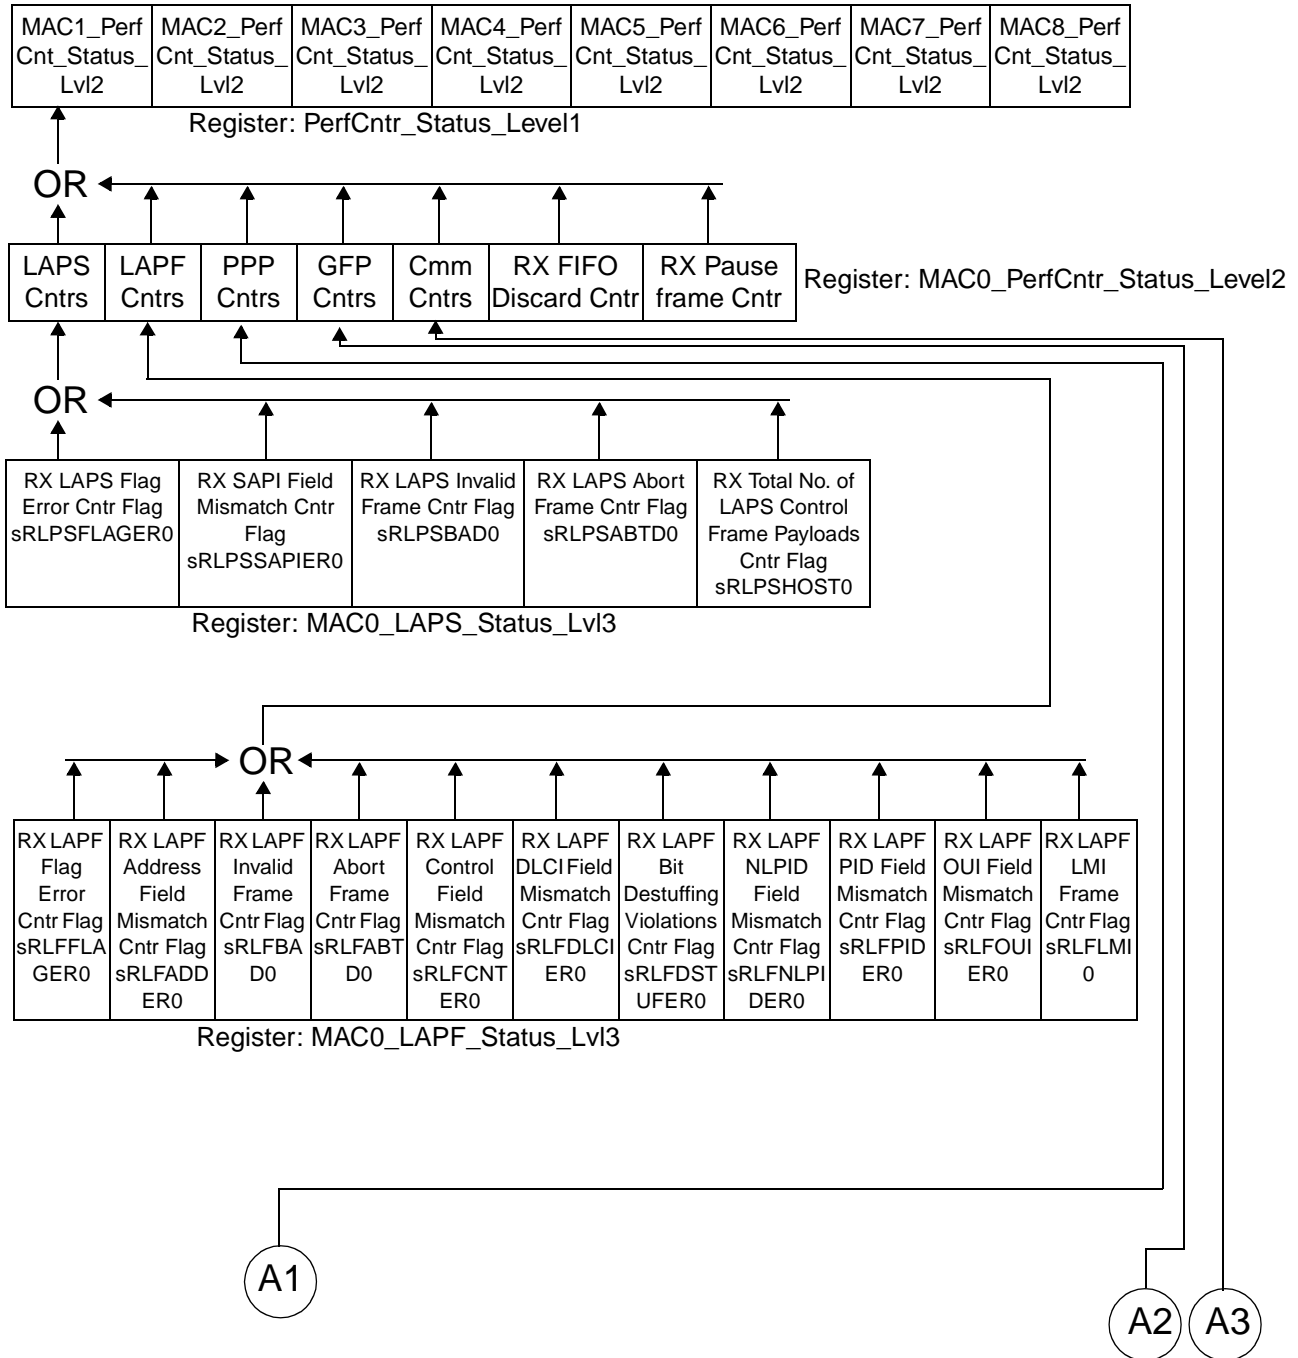 MAC1_Perf
Cnt_Status_
Lvl2
MAC2_Perf
Cnt_Status_
Lvl2
MAC3_Perf
Cnt_Status_
Lvl2
MAC4_Perf
Cnt_Status_
Lvl2
MAC5_Perf
Cnt_Status_
Lvl2
MAC6_Perf
Cnt_Status_
Lvl2
MAC7_Perf
Cnt_Status_
Lvl2
MAC8_Perf
Cnt_Status_
Lvl2
Register: PerfCntr_Status_Level1
OR
LAPS
Cntrs
LAPF
Cntrs
PPP
Cntrs
GFP
Cntrs
Cmm
Cntrs
RX FIFO
Discard Cntr
RX Pause
frame Cntr
Register: MAC0_PerfCntr_Status_Level2
OR
RX LAPS Flag
Error Cntr Flag
sRLPSFLAGER0
RX SAPI Field
Mismatch Cntr
Flag
sRLPSSAPIER0
RX LAPS Invalid
Frame Cntr Flag
sRLPSBAD0
RX LAPS Abort
Frame Cntr Flag
sRLPSABTD0
RX Total No. of
LAPS Control
Frame Payloads
Cntr Flag
sRLPSHOST0
Register: MAC0_LAPS_Status_Lvl3
OR
RX LAPF
Flag
Error
Cntr Flag
sRLFFLA
GER0
RX LAPF
Address
Field
Mismatch
Cntr Flag
sRLFADD
ER0
RX LAPF
Invalid
Frame
Cntr Flag
sRLFBA
D0
RX LAPF
Abort
Frame
Cntr Flag
sRLFABT
D0
RX LAPF
Control
Field
Mismatch
Cntr Flag
sRLFCNT
ER0
RX LAPF
DLCI Field
Mismatch
Cntr Flag
sRLFDLCI
ER0
RX LAPF
Bit
Destuffing
Violations
Cntr Flag
sRLFDST
UFER0
RX LAPF
NLPID
Field
Mismatch
Cntr Flag
sRLFNLPI
DER0
RX LAPF
PID Field
Mismatch
Cntr Flag
sRLFPID
ER0
RX LAPF
OUI Field
Mismatch
Cntr Flag
sRLFOUI
ER0
RX LAPF
LMI
Frame
Cntr Flag
sRLFLMI
0
Register: MAC0_LAPF_Status_Lvl3
A1
A2
A3